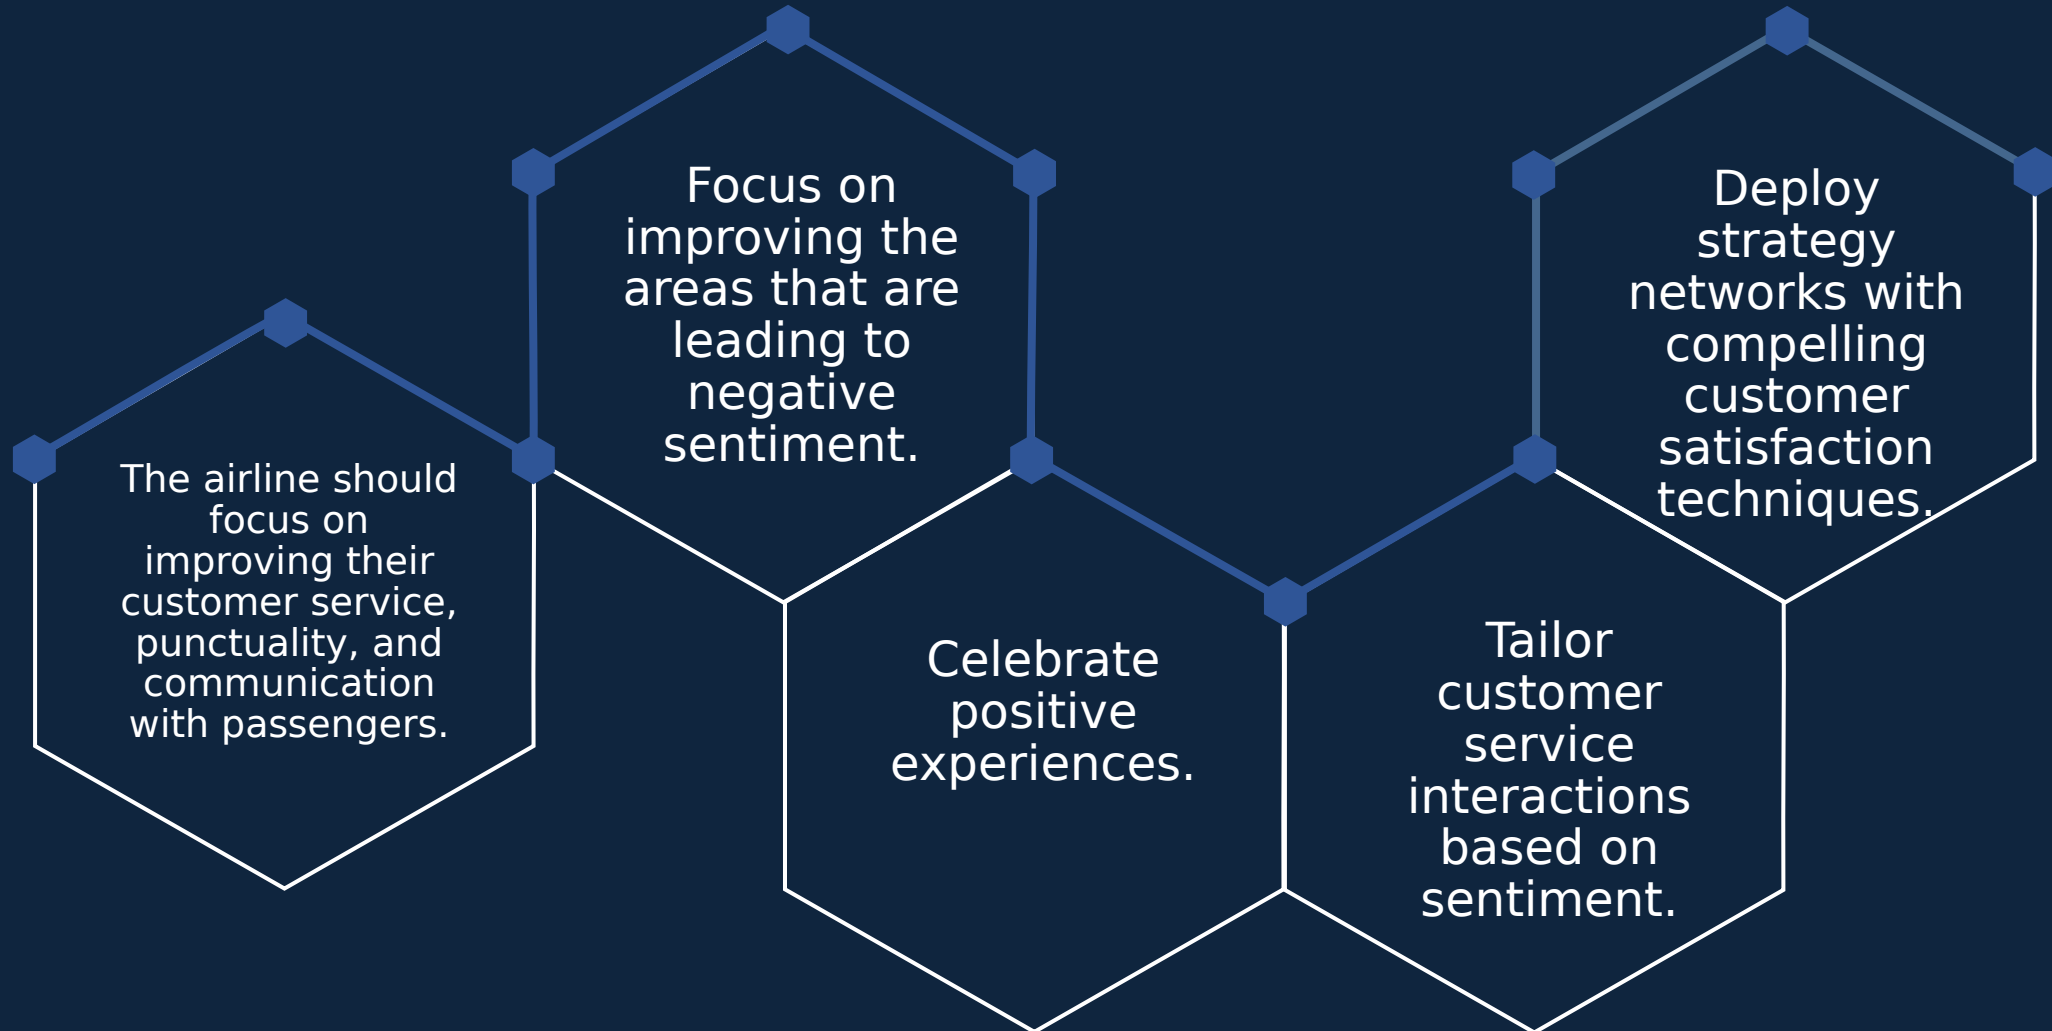 The airline should
focus on
improving their
customer service,
punctuality, and
communication
with passengers.
Focus on
improving the
areas that are
leading to
negative
sentiment.
Celebrate
positive
experiences.
Tailor
customer
service
interactions
based on
sentiment.
Deploy
strategy
networks with
compelling
customer
satisfaction
techniques.